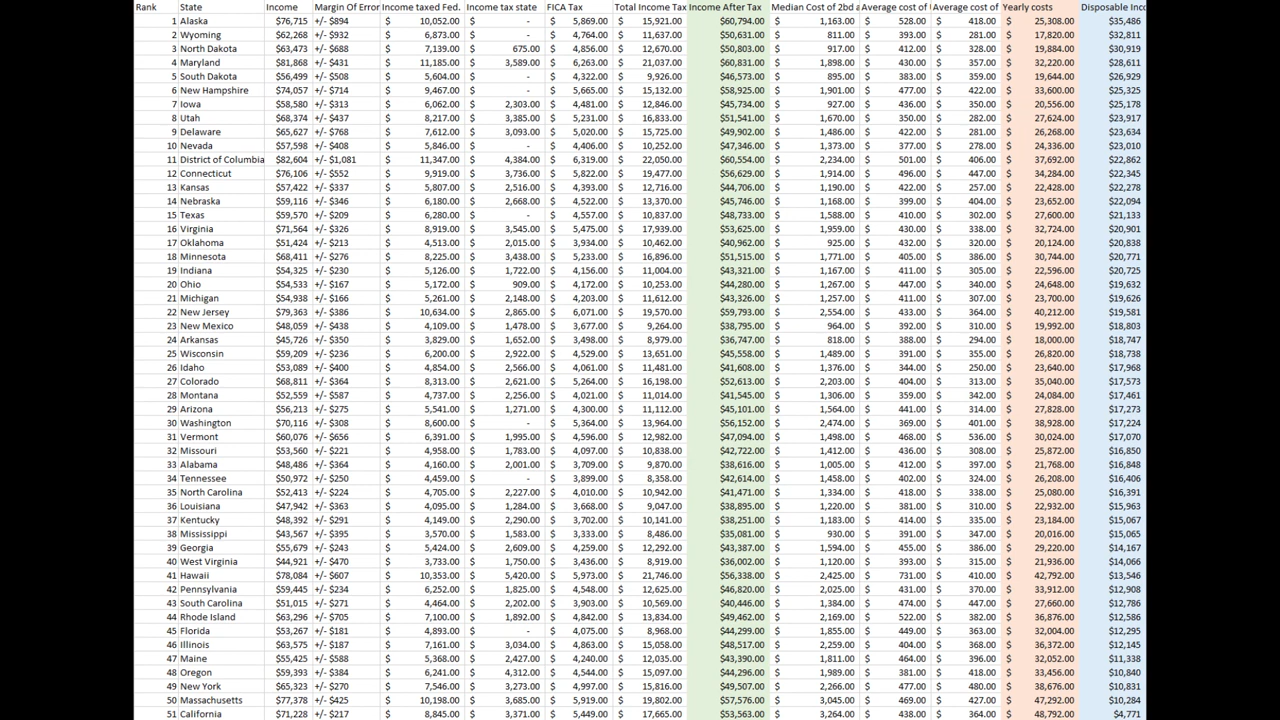 Rank State Income Margin Of Error Income taxed Fed. Income tax state FICA Tax Total Income Tax Income After Tax Median Cost of 2bd a Average cost of Average cost of Yearly costs Disposable Inc
1 Alaska $76,715 +/- $894 $ 10,052.00 $ - $ 5,869.00 $ 15,921.00 $60,794.00 $ 1,163.00 $ 528.00 $ 418.00 $ 25,308.00 $35,486
2 Wyoming $62,268 +/- $932 $ 6,873.00 $ - $ 4,764.00 $ 11,637.00 $50,631.00 $ 811.00 $ 393.00 $ 281.00 $ 17,820.00 $32,811
3 North Dakota $63,473 +/- $688 $ 7,139.00 $ 675.00 $ 4,856.00 $ 12,670.00 $50,803.00 $ 917.00 $ 412.00 $ 328.00 $ 19,884.00 $30,919
4 Maryland $81,868 +/- $431 $ 11,185.00 $ 3,589.00 $ 6,263.00 $ 21,037.00 $60,831.00 $ 1,898.00 $ 430.00 $ 357.00 $ 32,220.00 $28,611
5 South Dakota $56,499 +/- $508 $ 5,604.00 $ - $ 4,322.00 $ 9,926.00 $46,573.00 $ 895.00 $ 383.00 $ 359.00 $ 19,644.00 $26,929
6 New Hampshire $74,057 +/- $714 $ 9,467.00 $ - $ 5,665.00 $ 15,132.00 $58,925.00 $ 1,901.00 $ 477.00 $ 422.00 $ 33,600.00 $25,325
7 Iowa $58,580 +/- $313 $ 6,062.00 $ 2,303.00 $ 4,481.00 $ 12,846.00 $45,734.00 $ 927.00 $ 436.00 $ 350.00 $ 20,556.00 $25,178
8 Utah $68,374 +/- $437 $ 8,217.00 $ 3,385.00 $ 5,231.00 $ 16,833.00 $51,541.00 $ 1,670.00 $ 350.00 $ 282.00 $ 27,624.00 $23,917
9 Delaware $65,627 +/- $768 $ 7,612.00 $ 3,093.00 $ 5,020.00 $ 15,725.00 $49,902.00 $ 1,486.00 $ 422.00 $ 281.00 $ 26,268.00 $23,634
10 Nevada $57,598 +/- $408 $ 5,846.00 $ - $ 4,406.00 $ 10,252.00 $47,346.00 $ 1,373.00 $ 377.00 $ 278.00 $ 24,336.00 $23,010
11 District of Columbia $82,604 +/- $1,081 $ 11,347.00 $ 4,384.00 $ 6,319.00 $ 22,050.00 $60,554.00 $ 2,234.00 $ 501.00 $ 406.00 $ 37,692.00 $22,862
12 Connecticut $76,106 +/- $552 $ 9,919.00 $ 3,736.00 $ 5,822.00 $ 19,477.00 $56,629.00 $ 1,914.00 $ 496.00 $ 447.00 $ 34,284.00 $22,345
13 Kansas $57,422 +/- $337 $ 5,807.00 $ 2,516.00 $ 4,393.00 $ 12,716.00 $44,706.00 $ 1,190.00 $ 422.00 $ 257.00 $ 22,428.00 $22,278
14 Nebraska $59,116 +/- $346 $ 6,180.00 $ 2,668.00 $ 4,522.00 $ 13,370.00 $45,746.00 $ 1,168.00 $ 399.00 $ 404.00 $ 23,652.00 $22,094
15 Texas $59,570 +/- $209 $ 6,280.00 $ - $ 4,557.00 $ 10,837.00 $48,733.00 $ 1,588.00 $ 410.00 $ 302.00 $ 27,600.00 $21,133
16 Virginia $71,564 +/- $326 $ 8,919.00 $ 3,545.00 $ 5,475.00 $ 17,939.00 $53,625.00 $ 1,959.00 $ 430.00 $ 338.00 $ 32,724.00 $20,901
17 Oklahoma $51,424 +/- $213 $ 4,513.00 $ 2,015.00 $ 3,934.00 $ 10,462.00 $40,962.00 $ 925.00 $ 432.00 $ 320.00 $ 20,124.00 $20,838
18 Minnesota $68,411 +/- $276 $ 8,225.00 $ 3,438.00 $ 5,233.00 $ 16,896.00 $51,515.00 $ 1,771.00 $ 405.00 $ 386.00 $ 30,744.00 $20,771
19 Indiana $54,325 +/- $230 $ 5,126.00 $ 1,722.00 $ 4,156.00 $ 11,004.00 $43,321.00 $ 1,167.00 $ 411.00 $ 305.00 $ 22,596.00 $20,725
20 Ohio $54,533 +/- $167 $ 5,172.00 $ 909.00 $ 4,172.00 $ 10,253.00 $44,280.00 $ 1,267.00 $ 447.00 $ 340.00 $ 24,648.00 $19,632
21 Michigan $54,938 +/- $166 $ 5,261.00 $ 2,148.00 $ 4,203.00 $ 11,612.00 $43,326.00 $ 1,257.00 $ 411.00 $ 307.00 $ 23,700.00 $19,626
22 New Jersey $79,363 +/- $386 $ 10,634.00 $ 2,865.00 $ 6,071.00 $ 19,570.00 $59,793.00 $ 2,554.00 $ 433.00 $ 364.00 $ 40,212.00 $19,581
23 New Mexico $48,059 +/- $438 $ 4,109.00 $ 1,478.00 $ 3,677.00 $ 9,264.00 $38,795.00 $ 964.00 $ 392.00 $ 310.00 $ 19,992.00 $18,803
24 Arkansas $45,726 +/- $350 $ 3,829.00 $ 1,652.00 $ 3,498.00 $ 8,979.00 $36,747.00 $ 818.00 $ 388.00 $ 294.00 $ 18,000.00 $18,747
25 Wisconsin $59,209 +/- $236 $ 6,200.00 $ 2,922.00 $ 4,529.00 $ 13,651.00 $45,558.00 $ 1,489.00 $ 391.00 $ 355.00 $ 26,820.00 $18,738
26 Idaho $53,089 +/- $400 $ 4,854.00 $ 2,566.00 $ 4,061.00 $ 11,481.00 $41,608.00 $ 1,376.00 $ 344.00 $ 250.00 $ 23,640.00 $17,968
27 Colorado $68,811 +/- $364 $ 8,313.00 $ 2,621.00 $ 5,264.00 $ 16,198.00 $52,613.00 $ 2,203.00 $ 404.00 $ 313.00 $ 35,040.00 $17,573
28 Montana $52,559 +/- $587 $ 4,737.00 $ 2,256.00 $ 4,021.00 $ 11,014.00 $41,545.00 $ 1,306.00 $ 359.00 $ 342.00 $ 24,084.00 $17,461
29 Arizona $56,213 +/- $275 $ 5,541.00 $ 1,271.00 $ 4,300.00 $ 11,112.00 $45,101.00 $ 1,564.00 $ 441.00 $ 314.00 $ 27,828.00 $17,273
30 Washington $70,116 +/- $308 $ 8,600.00 $ - $ 5,364.00 $ 13,964.00 $56,152.00 $ 2,474.00 $ 369.00 $ 401.00 $ 38,928.00 $17,224
31 Vermont $60,076 +/- $656 $ 6,391.00 $ 1,995.00 $ 4,596.00 $ 12,982.00 $47,094.00 $ 1,498.00 $ 468.00 $ 536.00 $ 30,024.00 $17,070
32 Missouri $53,560 +/- $221 $ 4,958.00 $ 1,783.00 $ 4,097.00 $ 10,838.00 $42,722.00 $ 1,412.00 $ 436.00 $ 308.00 $ 25,872.00 $16,850
33 Alabama $48,486 +/- $364 $ 4,160.00 $ 2,001.00 $ 3,709.00 $ 9,870.00 $38,616.00 $ 1,005.00 $ 412.00 $ 397.00 $ 21,768.00 $16,848
34 Tennessee $50,972 +/- $250 $ 4,459.00 $ - $ 3,899.00 $ 8,358.00 $42,614.00 $ 1,458.00 $ 402.00 $ 324.00 $ 26,208.00 $16,406
35 North Carolina $52,413 +/- $224 $ 4,705.00 $ 2,227.00 $ 4,010.00 $ 10,942.00 $41,471.00 $ 1,334.00 $ 418.00 $ 338.00 $ 25,080.00 $16,391
36 Louisiana $47,942 +/- $363 $ 4,095.00 $ 1,284.00 $ 3,668.00 $ 9,047.00 $38,895.00 $ 1,220.00 $ 381.00 $ 310.00 $ 22,932.00 $15,963
37 Kentucky $48,392 +/- $291 $ 4,149.00 $ 2,290.00 $ 3,702.00 $ 10,141.00 $38,251.00 $ 1,183.00 $ 414.00 $ 335.00 $ 23,184.00 $15,067
38 Mississippi $43,567 +/- $395 $ 3,570.00 $ 1,583.00 $ 3,333.00 $ 8,486.00 $35,081.00 $ 930.00 $ 391.00 $ 347.00 $ 20,016.00 $15,065
39 Georgia $55,679 +/- $243 $ 5,424.00 $ 2,609.00 $ 4,259.00 $ 12,292.00 $43,387.00 $ 1,594.00 $ 455.00 $ 386.00 $ 29,220.00 $14,167
40 West Virginia $44,921 +/- $470 $ 3,733.00 $ 1,750.00 $ 3,436.00 $ 8,919.00 $36,002.00 $ 1,120.00 $ 393.00 $ 315.00 $ 21,936.00 $14,066
41 Hawaii $78,084 +/- $607 $ 10,353.00 $ 5,420.00 $ 5,973.00 $ 21,746.00 $56,338.00 $ 2,425.00 $ 731.00 $ 410.00 $ 42,792.00 $13,546
42 Pennsylvania $59,445 +/- $234 $ 6,252.00 $ 1,825.00 $ 4,548.00 $ 12,625.00 $46,820.00 $ 2,025.00 $ 431.00 $ 370.00 $ 33,912.00 $12,908
43 South Carolina $51,015 +/- $271 $ 4,464.00 $ 2,202.00 $ 3,903.00 $ 10,569.00 $40,446.00 $ 1,384.00 $ 474.00 $ 447.00 $ 27,660.00 $12,786
44 Rhode Island $63,296 +/- $705 $ 7,100.00 $ 1,892.00 $ 4,842.00 $ 13,834.00 $49,462.00 $ 2,169.00 $ 522.00 $ 382.00 $ 36,876.00 $12,586
45 Florida $53,267 +/- $181 $ 4,893.00 $ - $ 4,075.00 $ 8,968.00 $44,299.00 $ 1,855.00 $ 449.00 $ 363.00 $ 32,004.00 $12,295
46 Illinois $63,575 +/- $187 $ 7,161.00 $ 3,034.00 $ 4,863.00 $ 15,058.00 $48,517.00 $ 2,259.00 $ 404.00 $ 368.00 $ 36,372.00 $12,145
47 Maine $55,425 +/- $588 $ 5,368.00 $ 2,427.00 $ 4,240.00 $ 12,035.00 $43,390.00 $ 1,811.00 $ 464.00 $ 396.00 $ 32,052.00 $11,338
48 Oregon $59,393 +/- $384 $ 6,241.00 $ 4,312.00 $ 4,544.00 $ 15,097.00 $44,296.00 $ 1,989.00 $ 381.00 $ 418.00 $ 33,456.00 $10,840
49 New York $65,323 +/- $270 $ 7,546.00 $ 3,273.00 $ 4,997.00 $ 15,816.00 $49,507.00 $ 2,266.00 $ 477.00 $ 480.00 $ 38,676.00 $10,831
50 Massachusetts $77,378 +/- $425 $ 10,198.00 $ 3,685.00 $ 5,919.00 $ 19,802.00 $57,576.00 $ 3,045.00 $ 469.00 $ 427.00 $ 47,292.00 $10,284
51 California $71,228 +/- $217 $ 8,845.00 $ 3,371.00 $ 5,449.00 $ 17,665.00 $53,563.00 $ 3,264.00 $ 438.00 $ 364.00 $ 48,792.00 $4,771